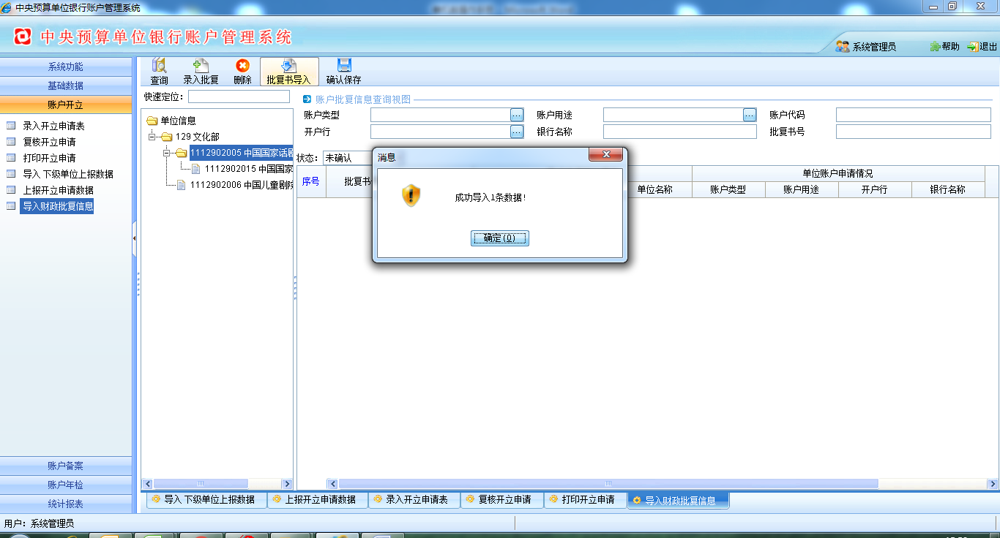 中央预算单位银行账户管理系统
中央预算单位银行账户管理系统
系统管理员 帮助 退出
系统功能
基础数据
账户开立
录入开立申请表
复核开立申请
打印开立申请
导入下级单位上报数据
上报开立申请数据
导入财政批复信息
账户备案
账户年检
统计报表
查询 录入批复 删除 批复书导入 确认保存
快速定位:
单位信息
129 文化部
1112902005 中国国家话剧
1112902015 中国国家
1112902006 中国儿童剧院
账户批复信息查询视图
账户类型 账户用途 账户代码
开户行 银行名称 批复书号
状态: 未确认
序号 批复书 单位名称 单位账户申请情况
账户类型 账户用途 开户行 银行名称
消息
成功导入1条数据!
确定(O)
导入下级单位上报数据 上报开立申请数据 录入开立申请表 复核开立申请 打印开立申请 导入财政批复信息
用户: 系统管理员